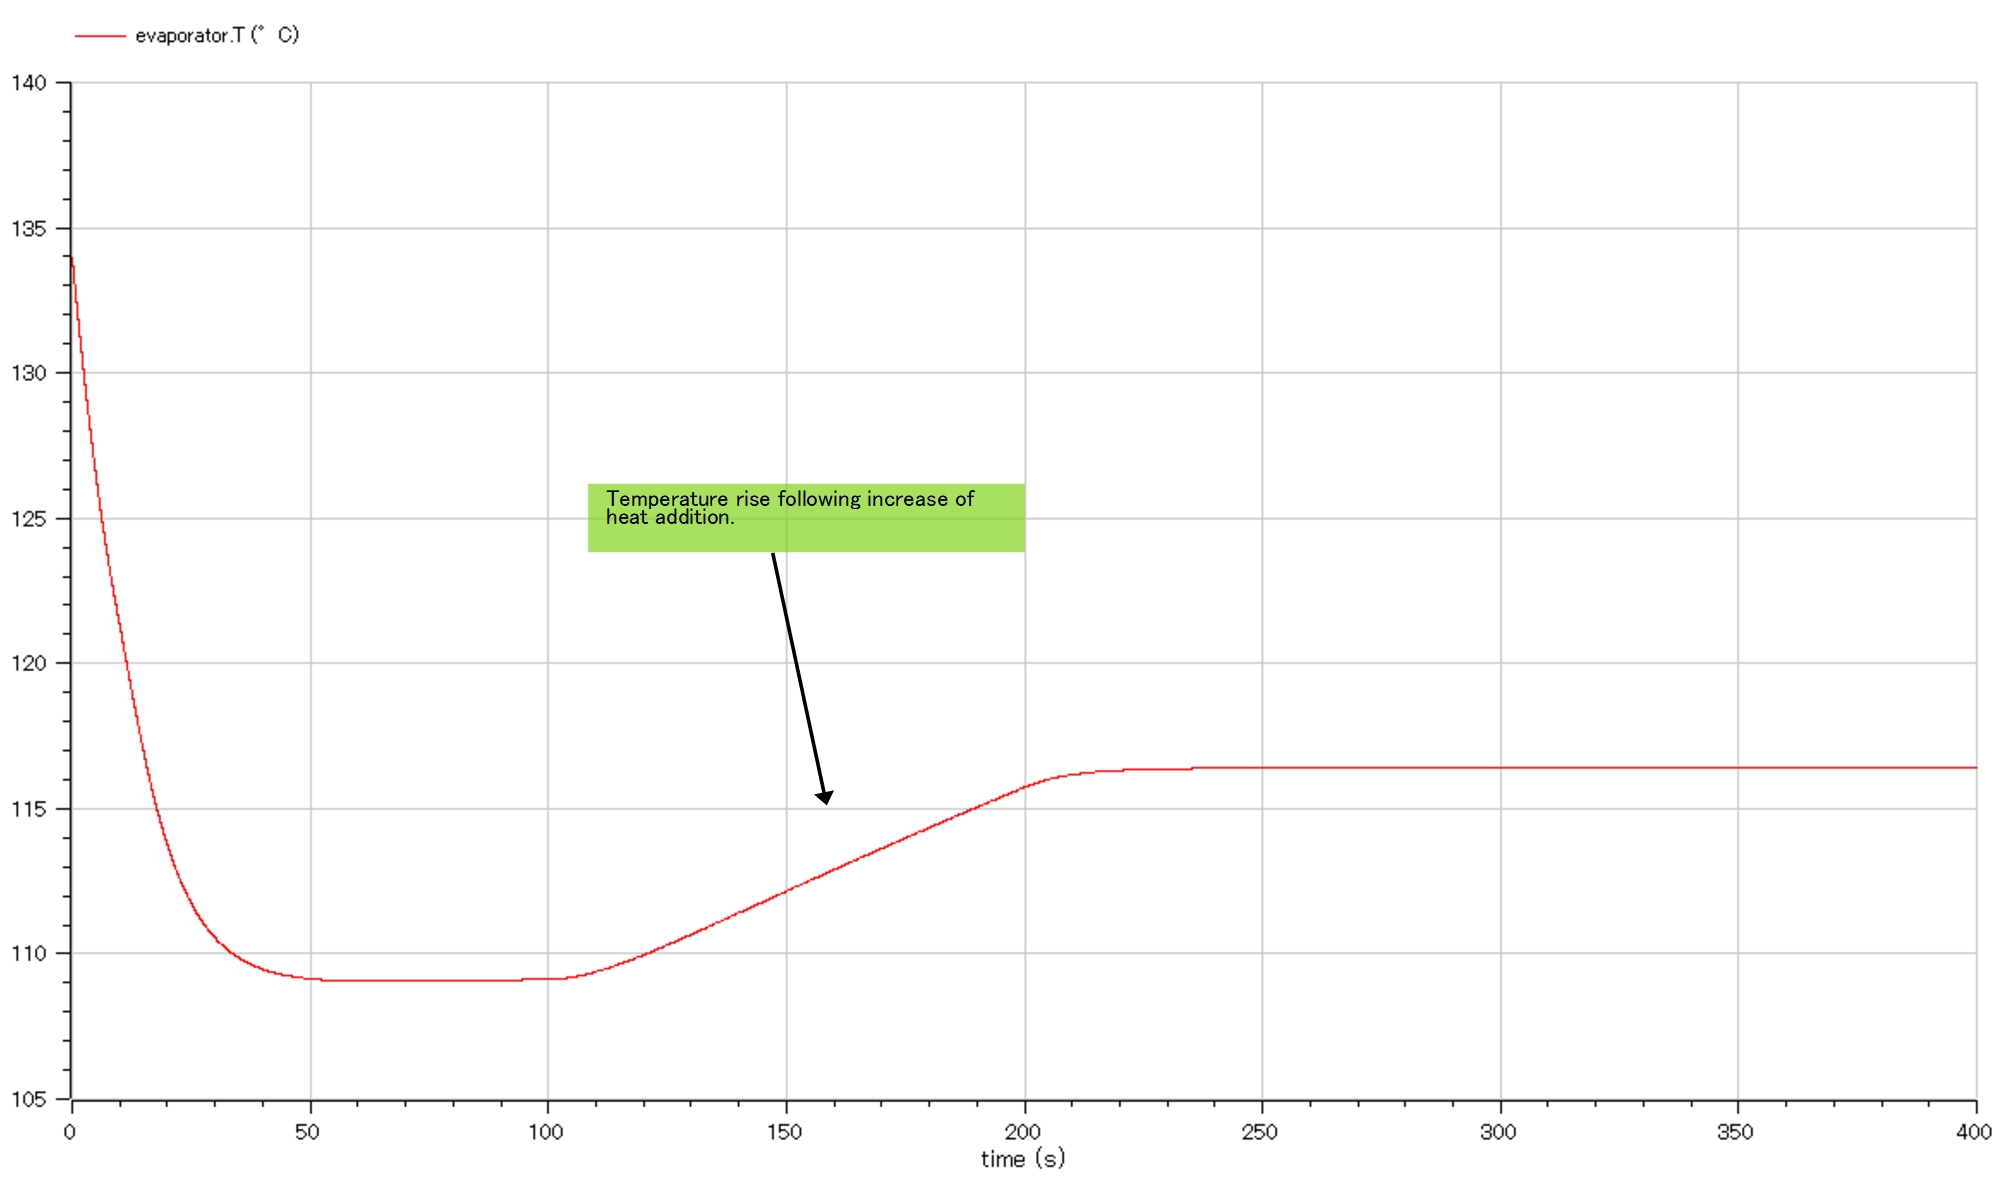 evaporator.T (° C)
140
135
130
125
120
115
110
105
Temperature rise following increase of
heat addition.
0 50 100 150 200 250 300 350 400
time (s)